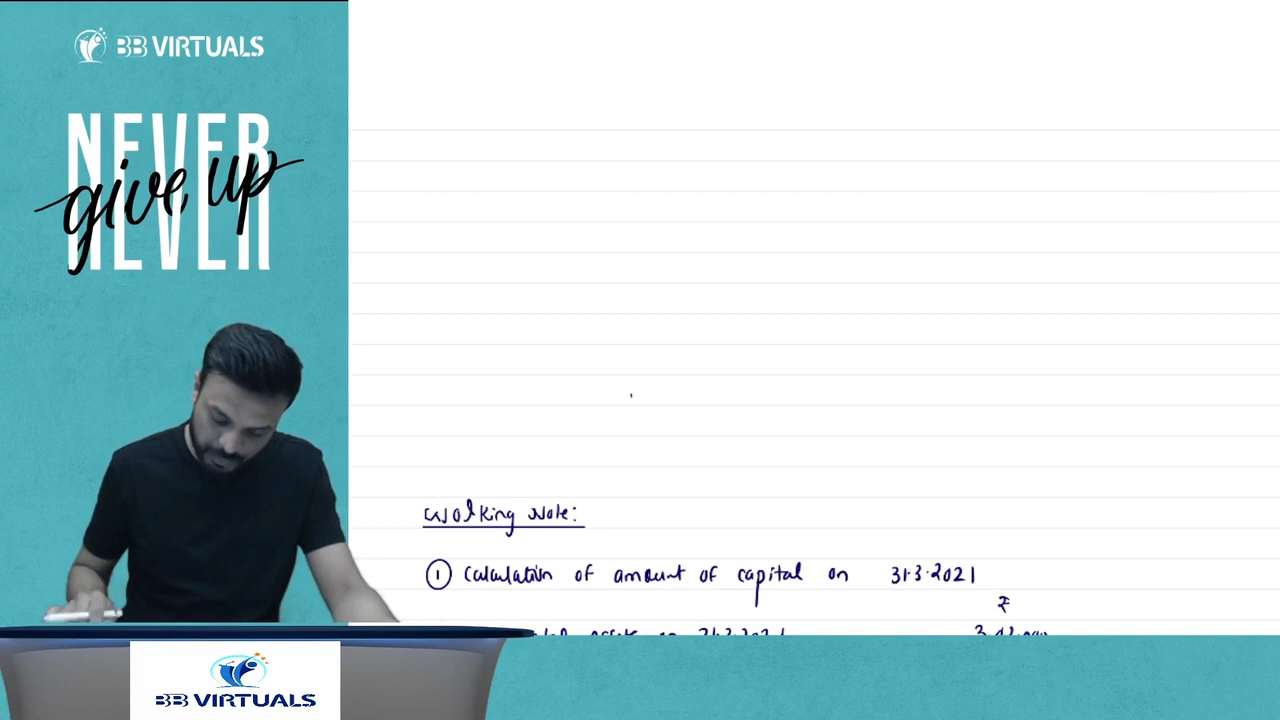 BB VIRTUALS
NEVER
give up
NEVER
Working Note:
① Calculation of amount of capital on 31.3.2021
₹
BB VIRTUALS